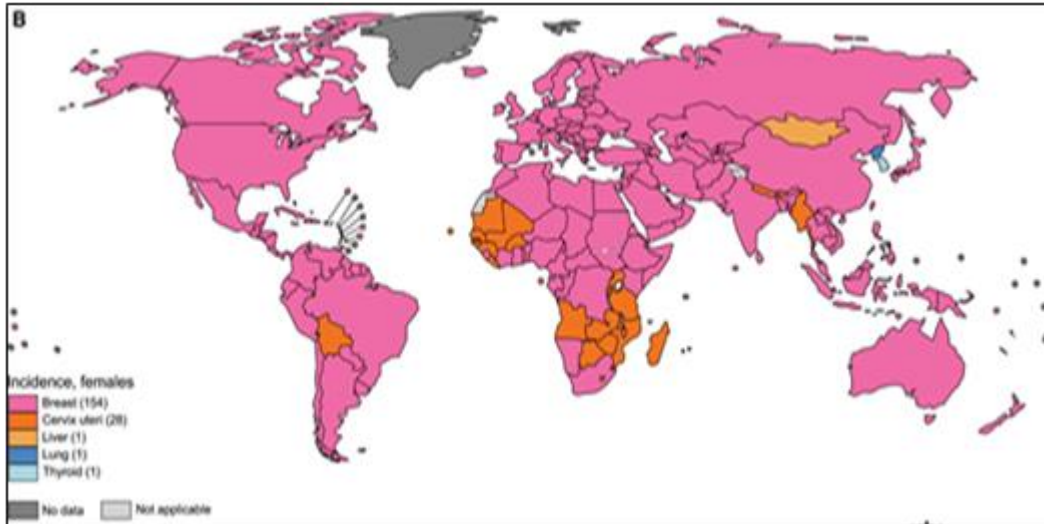 B
Incidence, females
Breast (154)
Cervix uteri (28)
Liver (1)
Lung (1)
Thyroid (1)
No data
Not applicable